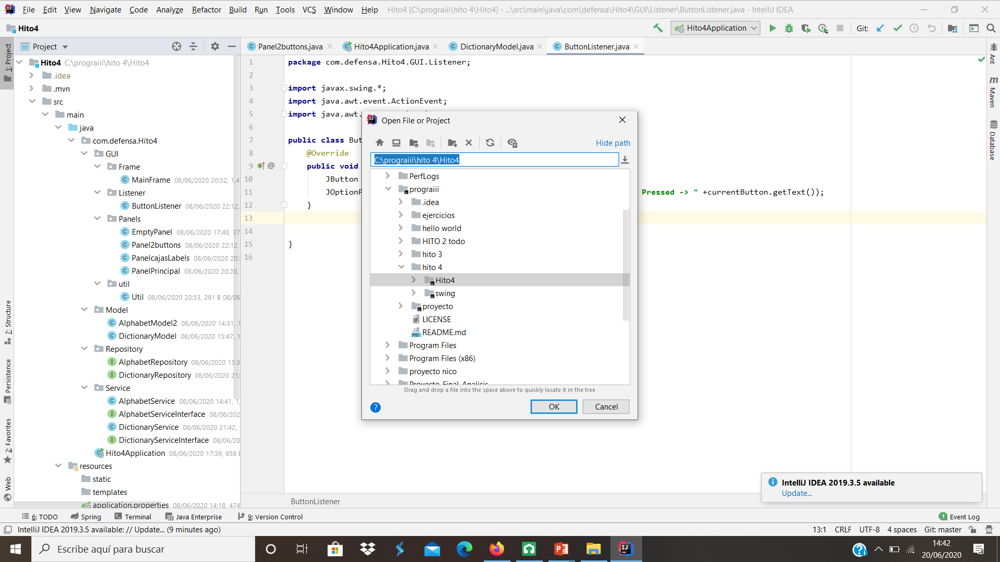 File Edit View Navigate Code Analyze Refactor Build Run Tools VCS Window Help Hito4 [C:\prograiii\hito 4\Hito4] - ...\src\main\java\com\defensa\Hito4\GUI\Listener\ButtonListener.java - IntelliJ IDEA
Hito4 Hito4Application Git:
Project Panel2buttons.java Hito4Application.java DictionaryModel.java ButtonListener.java
1: Project
7: Structure
Persistence
2: Favorites
Web
Hito4 C:\prograiii\hito 4\Hito4
.idea
.mvn
src
main
java
com.defensa.Hito4
GUI
Frame
MainFrame 08/06/2020 20:52, 1,4
Listener
ButtonListener 08/06/2020 22:12,
Panels
EmptyPanel 08/06/2020 17:48, 37
Panel2buttons 08/06/2020 22:12,
PanelcajasLabels 08/06/2020 20:
PanelPrincipal 08/06/2020 20:20,
util
Util 08/06/2020 20:53, 291 B 08/06
Model
AlphabetModel2 08/06/2020 14:31, 1
DictionaryModel 08/06/2020 15:47, 1
Repository
AlphabetRepository 08/06/2020 15:3
DictionaryRepository 08/06/2020 21:
Service
AlphabetService 08/06/2020 14:41, 1,
AlphabetServiceInterface 08/06/202
DictionaryService 08/06/2020 21:42,
DictionaryServiceInterface 08/06/20
Hito4Application 08/06/2020 17:39, 958 B
resources
static
templates
application.properties 08/06/2020 14:18, 474
1 package com.defensa.Hito4.GUI.Listener;
2
3 import javax.swing.*;
4 import java.awt.event.ActionEvent;
5 import java.awt.
6
7 public class But
8 @Override
9 @ public void
10 JButton
11 JOptionP Pressed -> " +currentButton.getText());
12 }
13
14
15 }
16
Open File or Project
Hide path
C:\prograiii\hito 4\Hito4
PerfLogs
prograiii
.idea
ejercicios
hello world
HITO 2 todo
hito 3
hito 4
Hito4
swing
proyecto
LICENSE
README.md
Program Files
Program Files (x86)
proyecto nico
Proyecto-Final-Analisis
Drag and drop a file into the space above to quickly locate it in the tree
? OK Cancel
Ant
Maven
Database
IntelliJ IDEA 2019.3.5 available
Update...
ButtonListener
6: TODO Spring Terminal Java Enterprise 9: Version Control 1 Event Log
IntelliJ IDEA 2019.3.5 available: // Update... (9 minutes ago) 13:1 CRLF UTF-8 4 spaces Git: master
Escribe aquí para buscar
14:42
20/06/2020